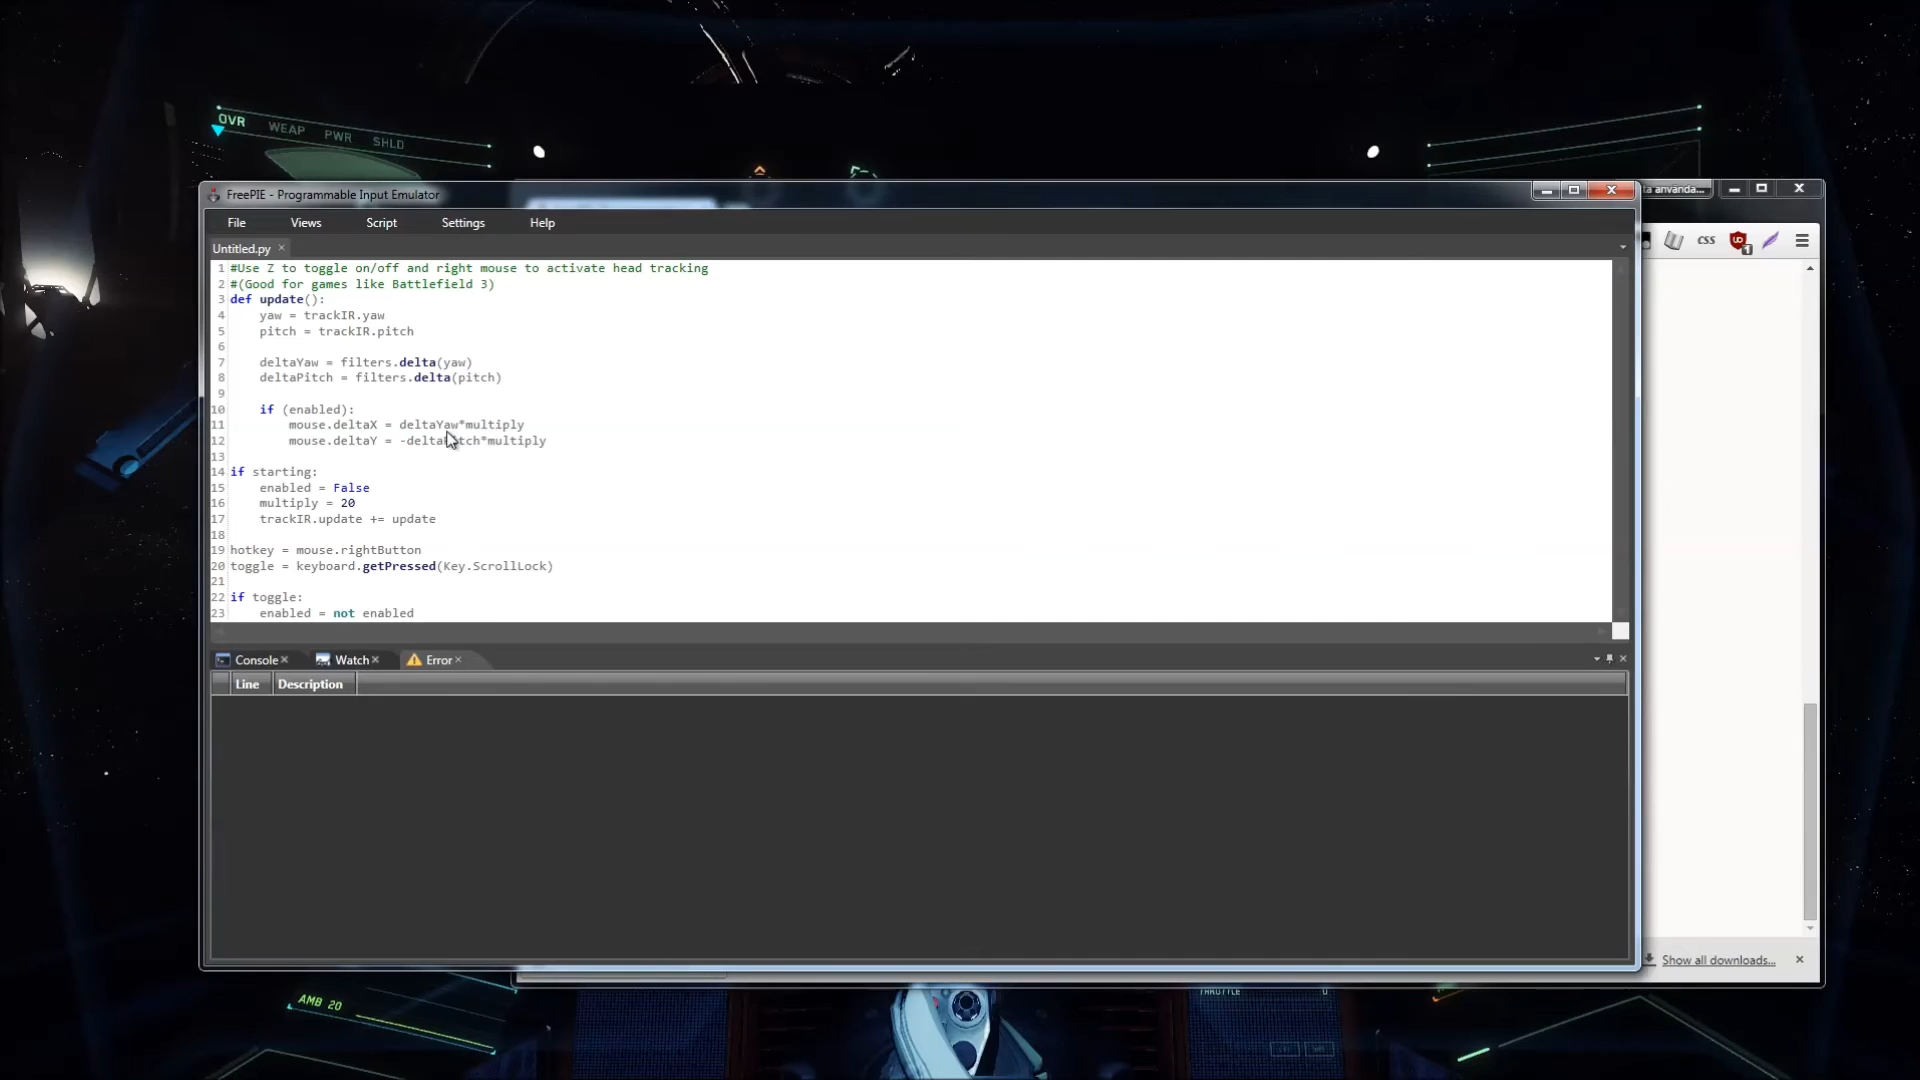 OVR
WEAP
PWR
SHLD
FreePIE - Programmable Input Emulator
File Views Script Settings Help
Untitled.py
1 #Use Z to toggle on/off and right mouse to activate head tracking
2 #(Good for games like Battlefield 3)
3 def update():
4 yaw = trackIR.yaw
5 pitch = trackIR.pitch
6
7 deltaYaw = filters.delta(yaw)
8 deltaPitch = filters.delta(pitch)
9
10 if (enabled):
11 mouse.deltaX = deltaYaw*multiply
12 mouse.deltaY = -deltaPitch*multiply
13
14 if starting:
15 enabled = False
16 multiply = 20
17 trackIR.update += update
18
19 hotkey = mouse.rightButton
20 toggle = keyboard.getPressed(Key.ScrollLock)
21
22 if toggle:
23 enabled = not enabled
Console Watch Error
Line Description
ta använda...
CSS
1
Show all downloads...
AMB 20
THROTTLE